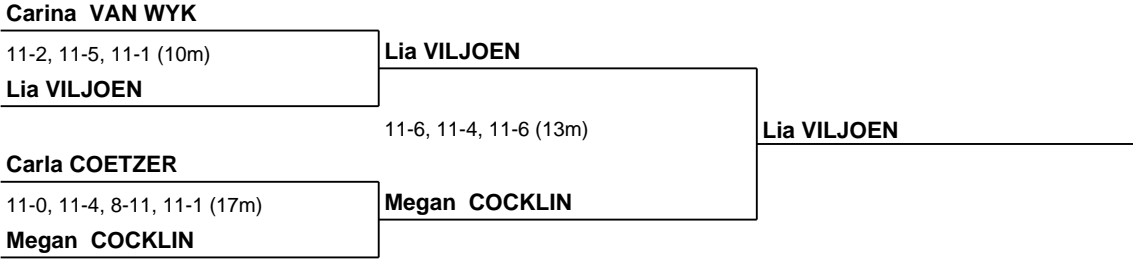 Carina  VAN WYK
11-2, 11-5, 11-1 (10m)
Lia VILJOEN
Lia VILJOEN
11-6, 11-4, 11-6 (13m)
Lia VILJOEN
Carla COETZER
11-0, 11-4, 8-11, 11-1 (17m)
Megan  COCKLIN
Megan  COCKLIN